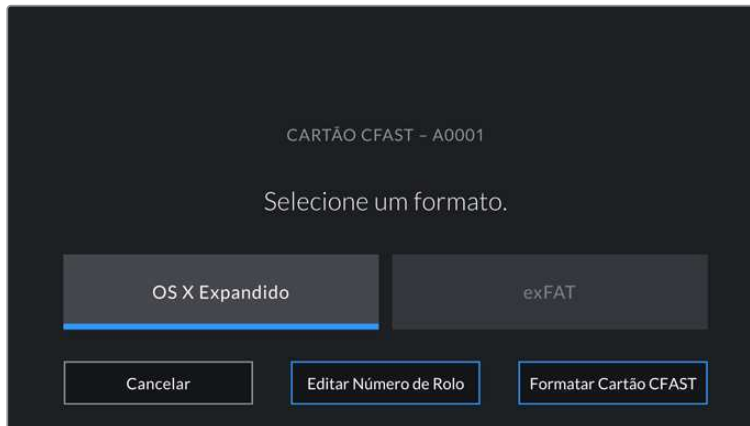 CARTÃO CFAST – A0001
Selecione um formato.
OS X Expandido
exFAT
Cancelar
Editar Número de Rolo
Formatar Cartão CFAST